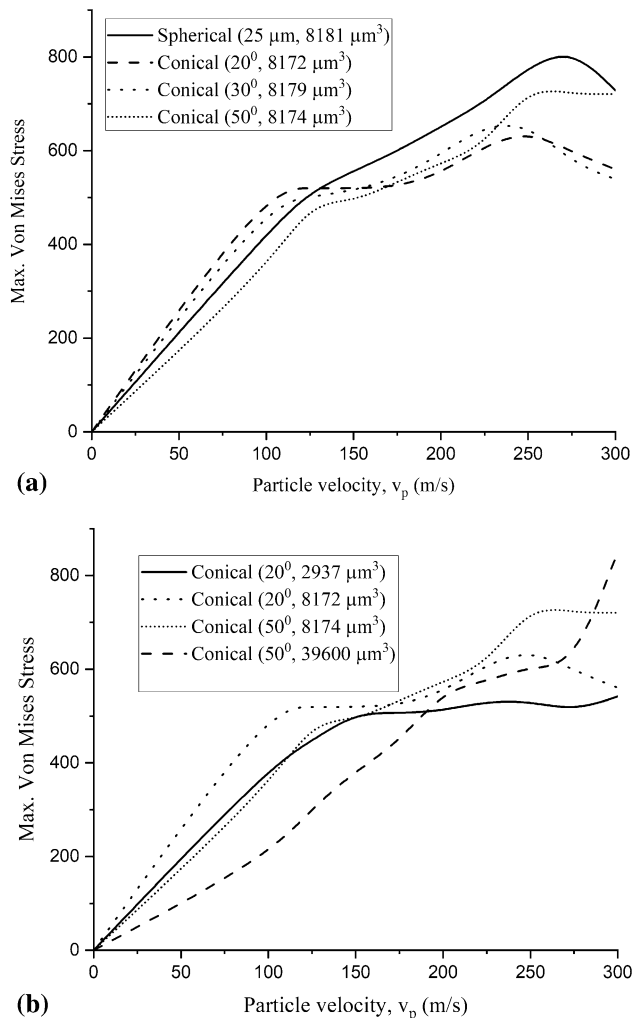 Spherical (25 µm, 8181 µm³)
Conical (20⁰, 8172 µm³)
Conical (30⁰, 8179 µm³)
Conical (50⁰, 8174 µm³)
Max. Von Mises Stress
800
600
400
200
0
0 50 100 150 200 250 300
(a)
Particle velocity, vₚ (m/s)
Conical (20⁰, 2937 µm³)
Conical (20⁰, 8172 µm³)
Conical (50⁰, 8174 µm³)
Conical (50⁰, 39600 µm³)
Max. Von Mises Stress
800
600
400
200
0
0 50 100 150 200 250 300
(b)
Particle velocity, vₚ (m/s)